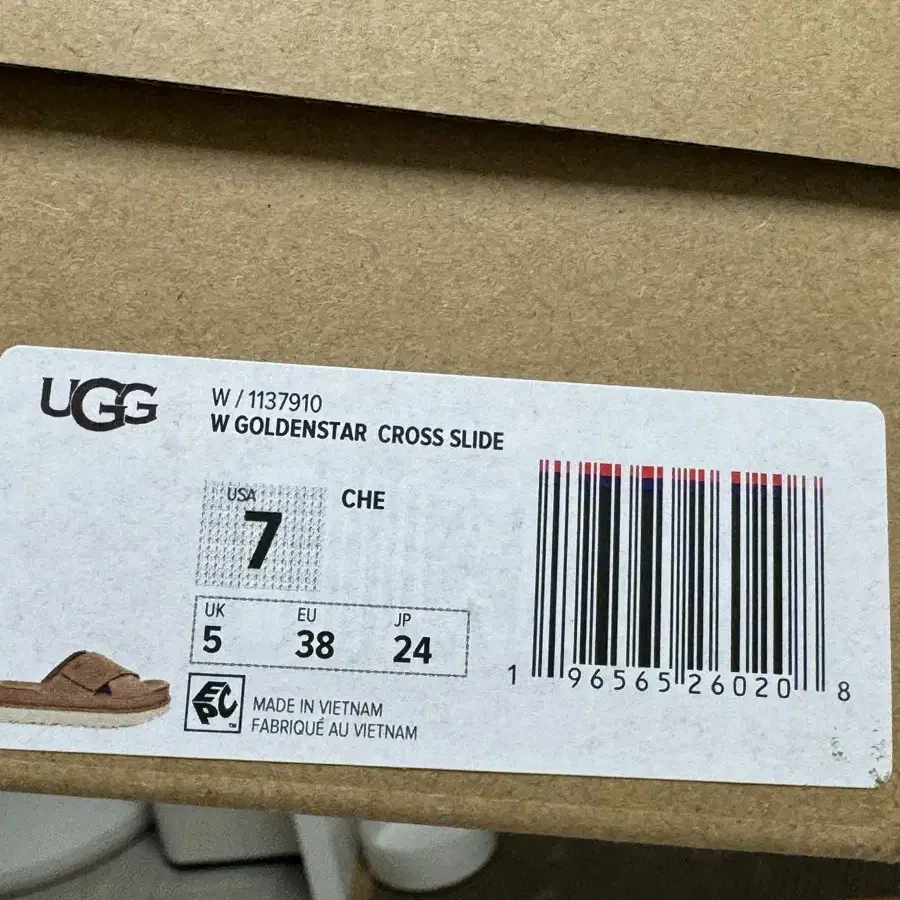 UGG
W / 1137910
W GOLDENSTAR CROSS SLIDE
USA
7
CHE
UK EU JP
5 38 24
EPC
MADE IN VIETNAM
FABRIQUÉ AU VIETNAM
1 96565 26020 8